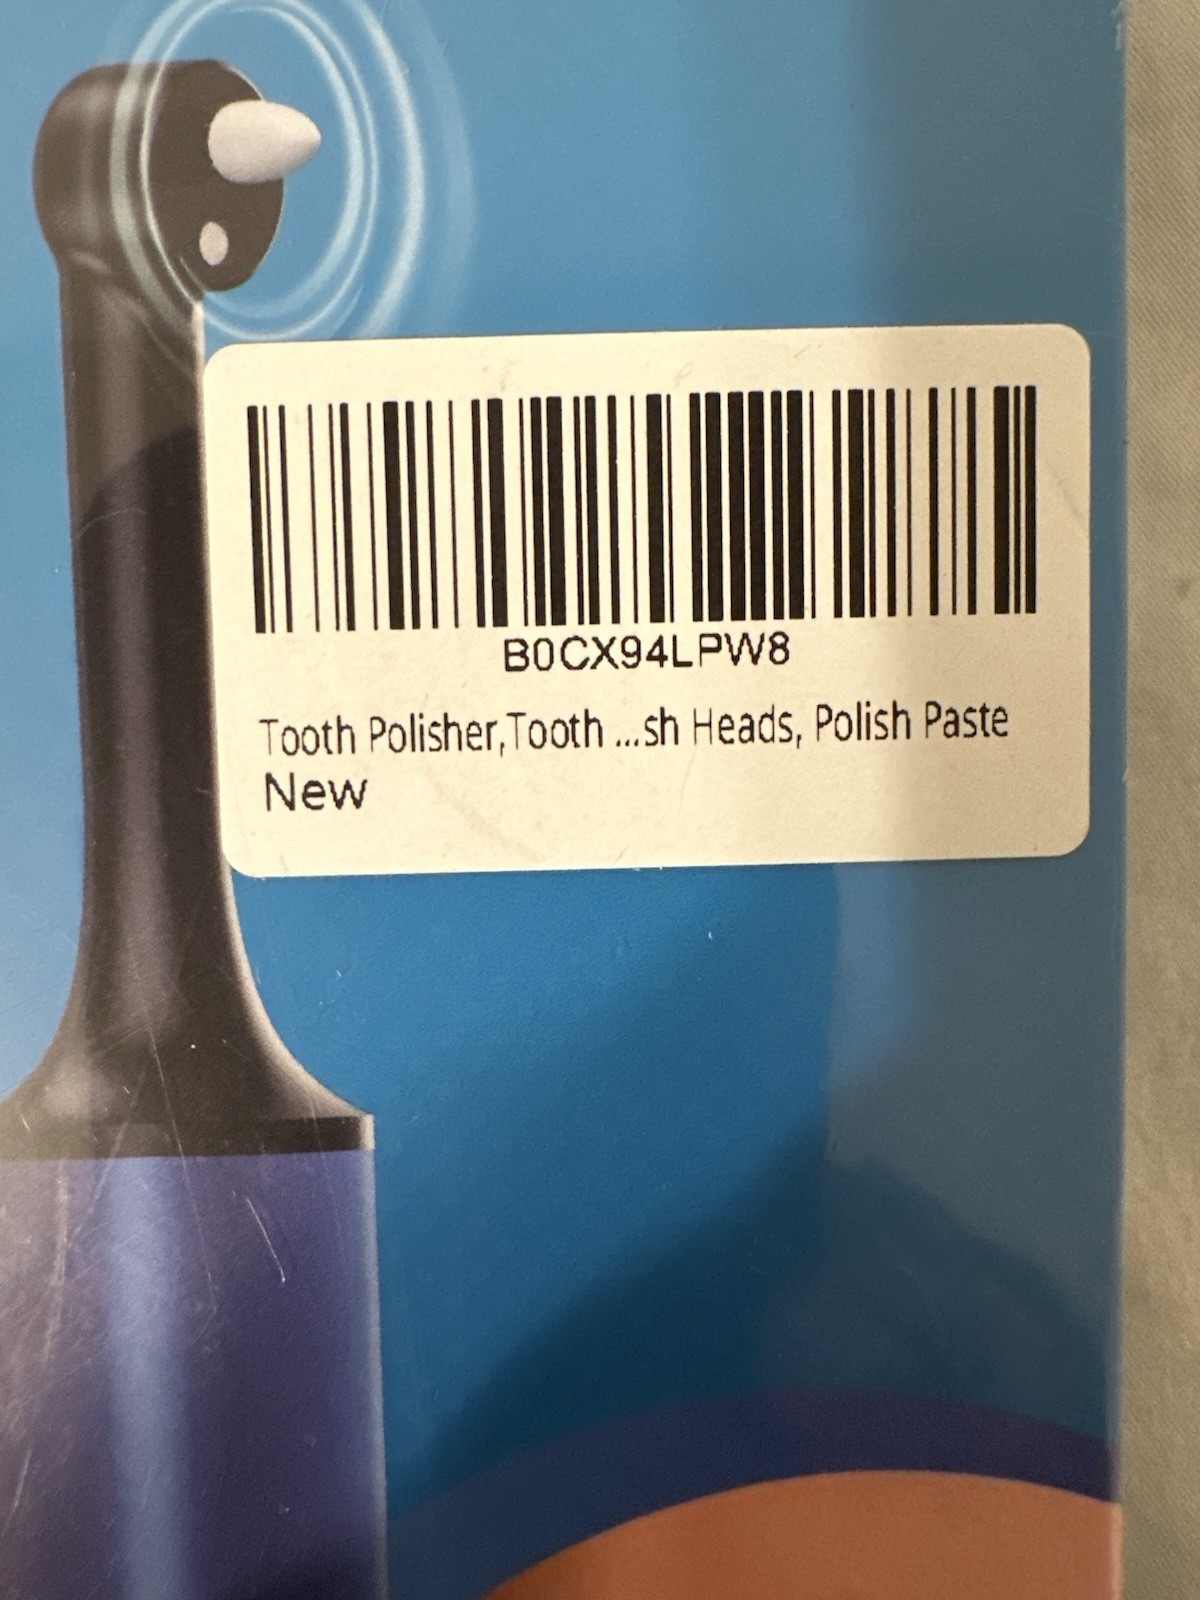 B0CX94LPW8
Tooth Polisher,Tooth ...sh Heads, Polish Paste
New